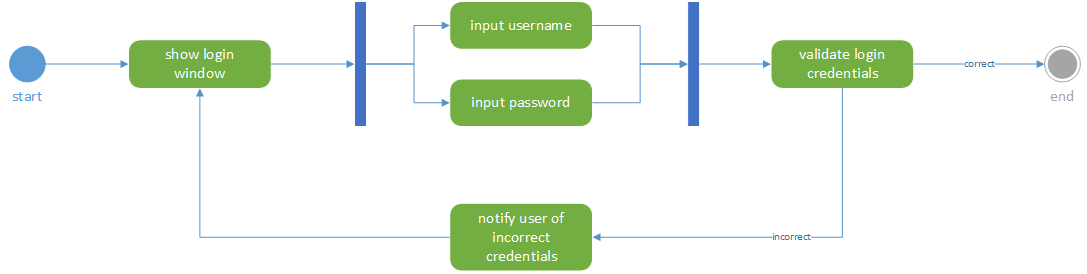 start
show login
window
input username
input password
validate login
credentials
correct
end
notify user of
incorrect
credentials
incorrect